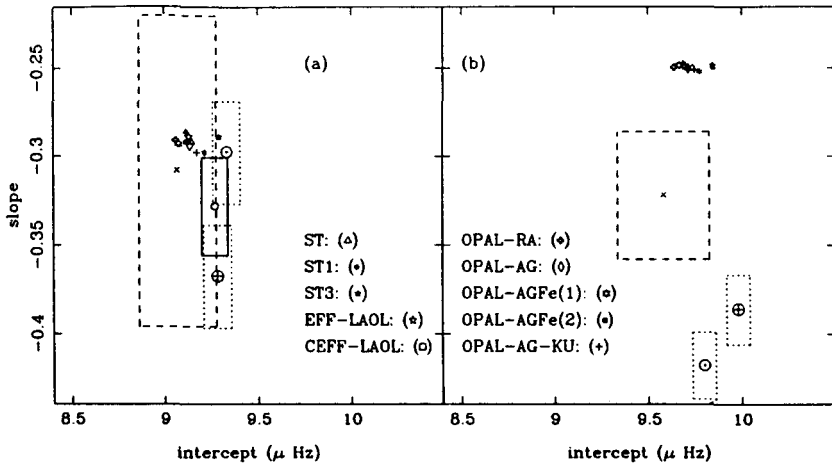 (a)
(b)
-0.25
-0.3
-0.35
-0.4
slope
ST: (△)
ST1: (•)
ST3: (★)
EFF-LAOL: (☆)
CEFF-LAOL: (□)
OPAL-RA: (⌖)
OPAL-AG: (◊)
OPAL-AGFe(1): (✡)
OPAL-AGFe(2): (•)
OPAL-AG-KU: (+)
8.5
9
9.5
10
8.5
9
9.5
10
intercept (μ Hz)
intercept (μ Hz)